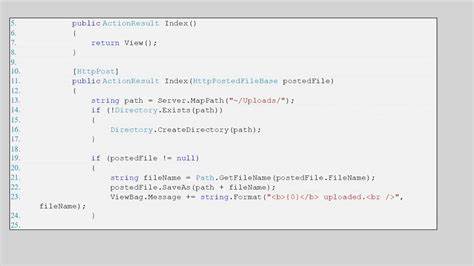 5. public ActionResult Index()
6. {
7. return View();
8. }
9.
10. [HttpPost]
11. public ActionResult Index(HttpPostedFileBase postedFile)
12. {
13. string path = Server.MapPath("~/Uploads/");
14. if (!Directory.Exists(path))
15. {
16. Directory.CreateDirectory(path);
17. }
18.
19. if (postedFile != null)
20. {
21. string fileName = Path.GetFileName(postedFile.FileName);
22. postedFile.SaveAs(path + fileName);
23. ViewBag.Message += string.Format("<b>{0}</b> uploaded.<br />",
fileName);
24. }
25.